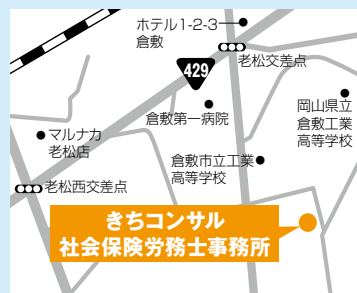 ホテル1-2-3
倉敷
429
老松交差点
倉敷第一病院
岡山県立
倉敷工業
高等学校
マルナカ
老松店
倉敷市立工業
高等学校
老松西交差点
きちコンサル
社会保険労務士事務所